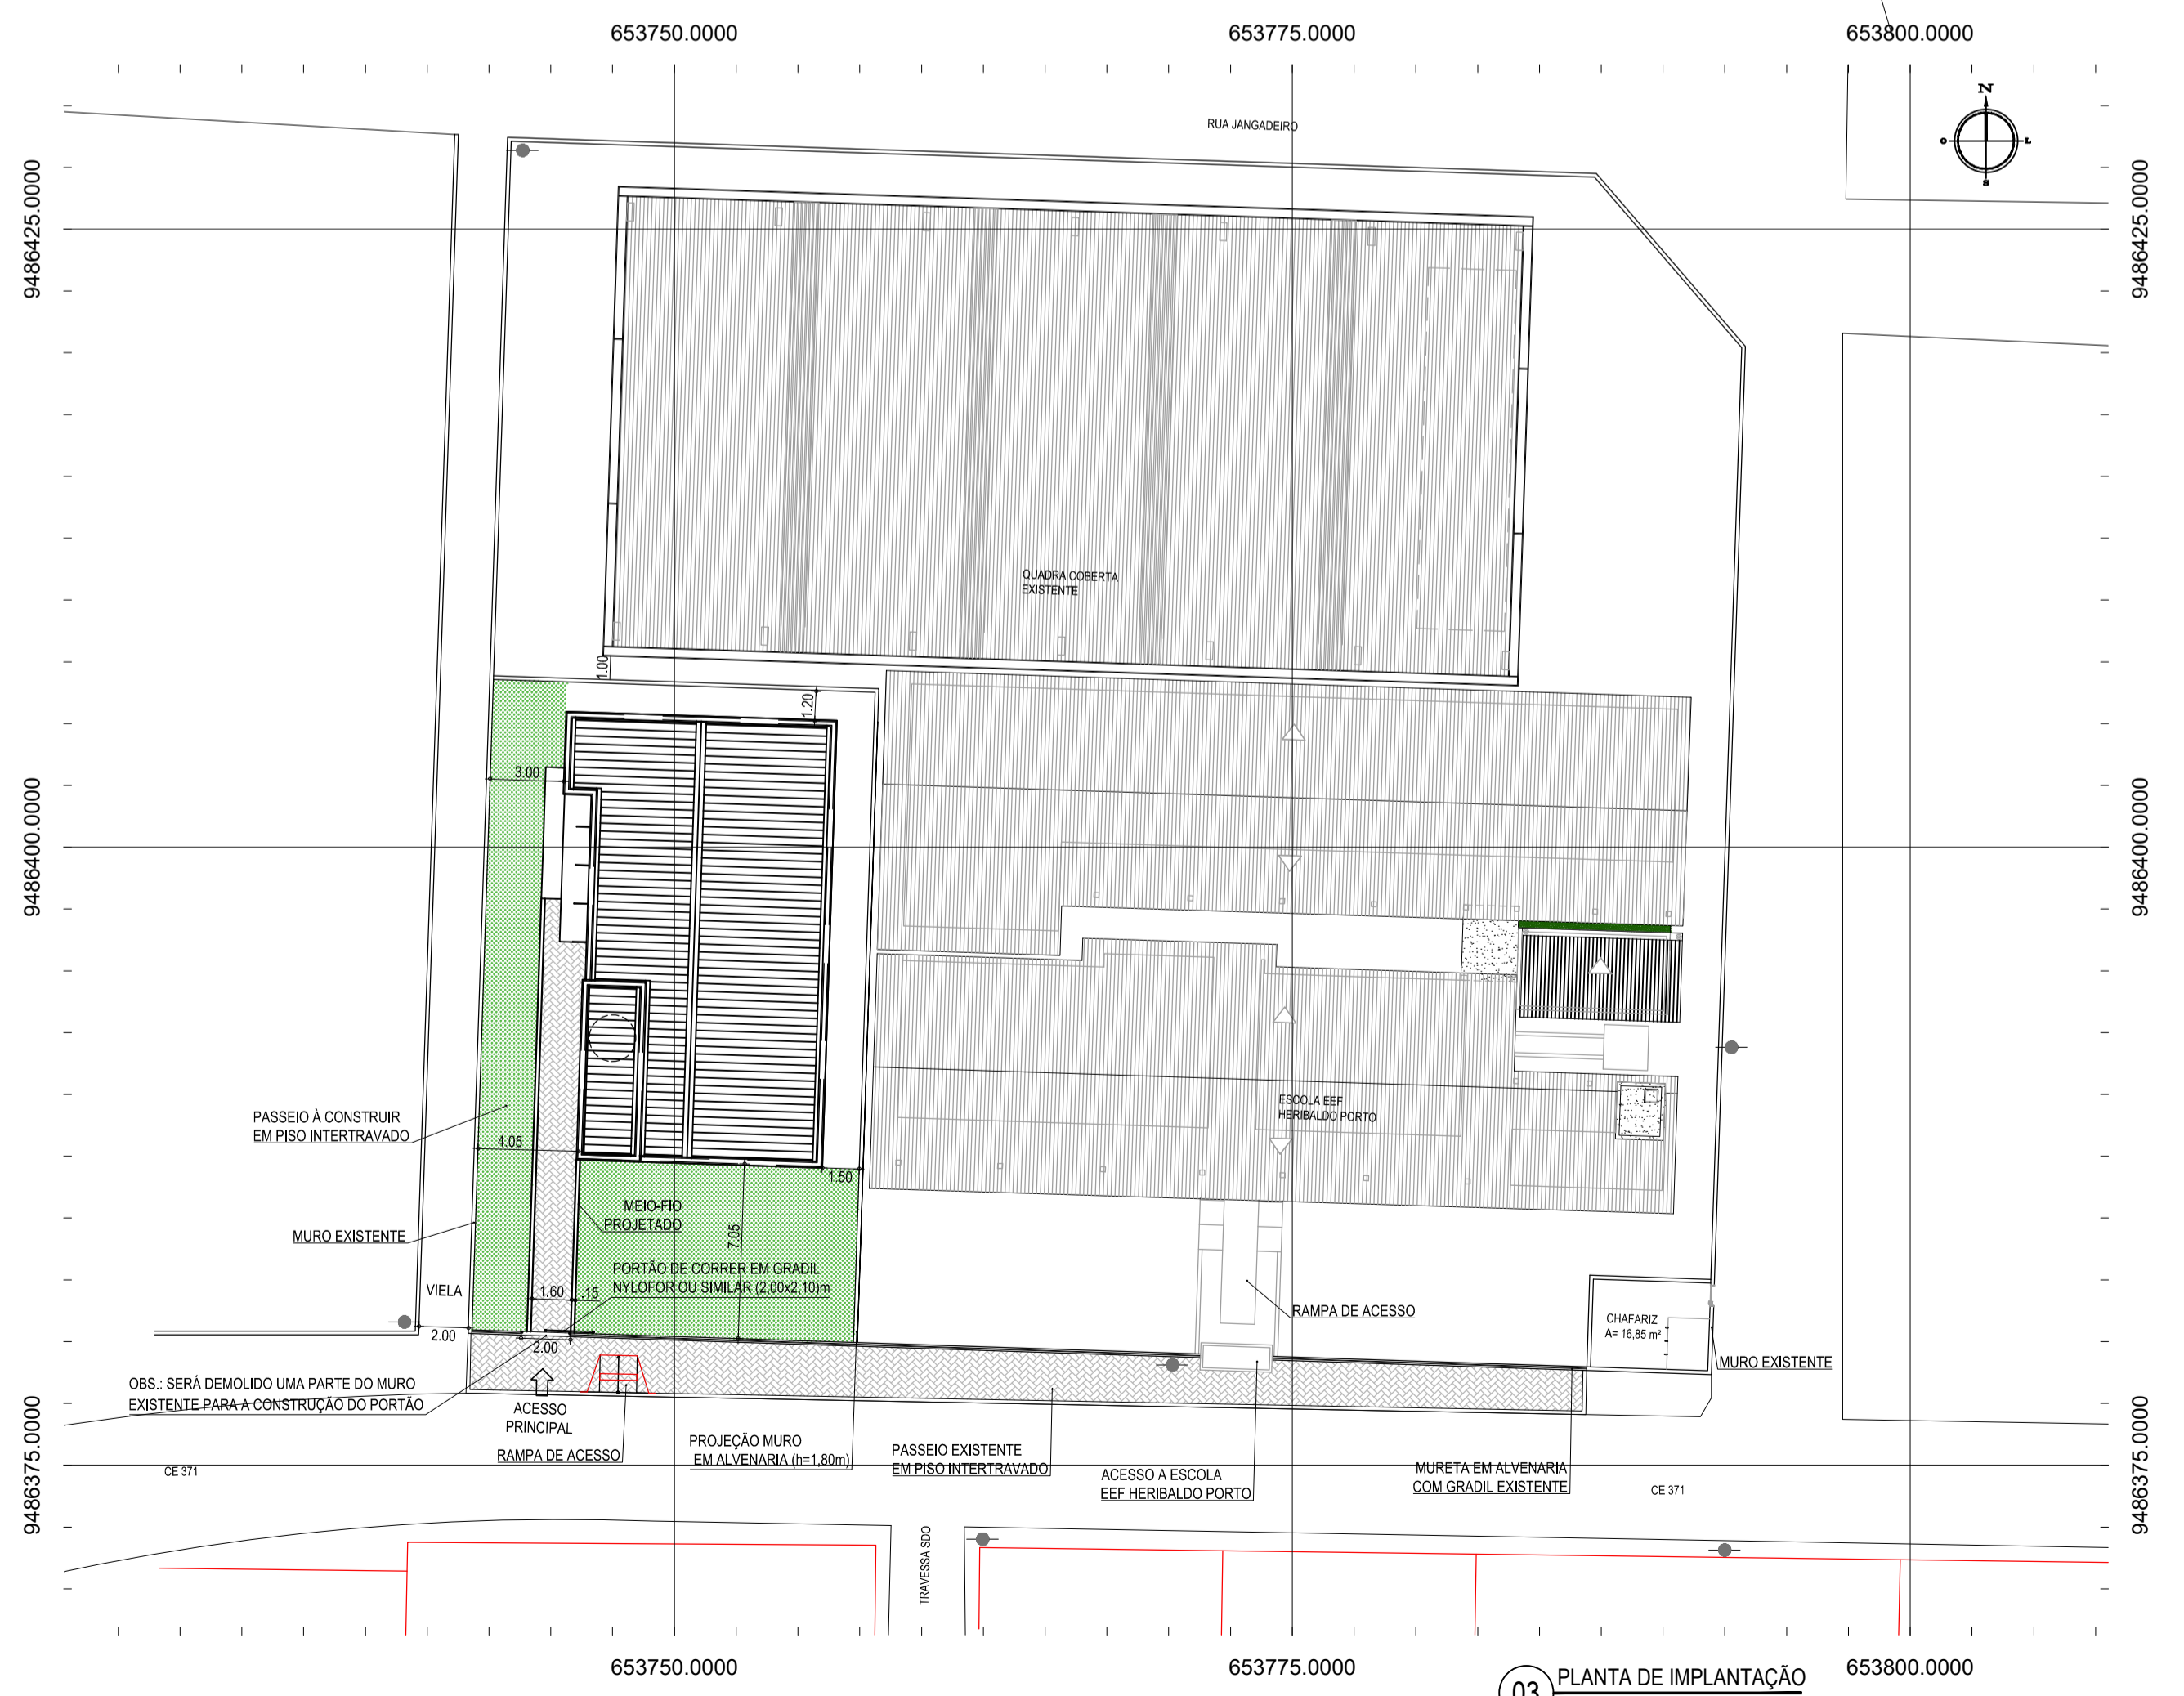 653750.0000
653775.0000
653800.0000
N
O
L
S
RUA JANGADEIRO
9486425.0000
9486425.0000
QUADRA COBERTA
EXISTENTE
1.00
1.20
3.00
9486400.0000
9486400.0000
ESCOLA EEF
HERIBALDO PORTO
PASSEIO À CONSTRUIR
EM PISO INTERTRAVADO
4.05
1.50
MEIO-FIO
PROJETADO
7.05
MURO EXISTENTE
PORTÃO DE CORRER EM GRADIL
NYLOFOR OU SIMILAR (2,00x2,10)m
VIELA
1.60
.15
RAMPA DE ACESSO
CHAFARIZ
A= 16,85 m²
2.00
2.00
MURO EXISTENTE
OBS.: SERÁ DEMOLIDO UMA PARTE DO MURO
EXISTENTE PARA A CONSTRUÇÃO DO PORTÃO
ACESSO
PRINCIPAL
RAMPA DE ACESSO
PROJEÇÃO MURO
EM ALVENARIA (h=1,80m)
PASSEIO EXISTENTE
EM PISO INTERTRAVADO
ACESSO A ESCOLA
EEF HERIBALDO PORTO
MURETA EM ALVENARIA
COM GRADIL EXISTENTE
CE 371
CE 371
9486375.0000
9486375.0000
TRAVESSA SDO
653750.0000
653775.0000
653800.0000
03
PLANTA DE IMPLANTAÇÃO